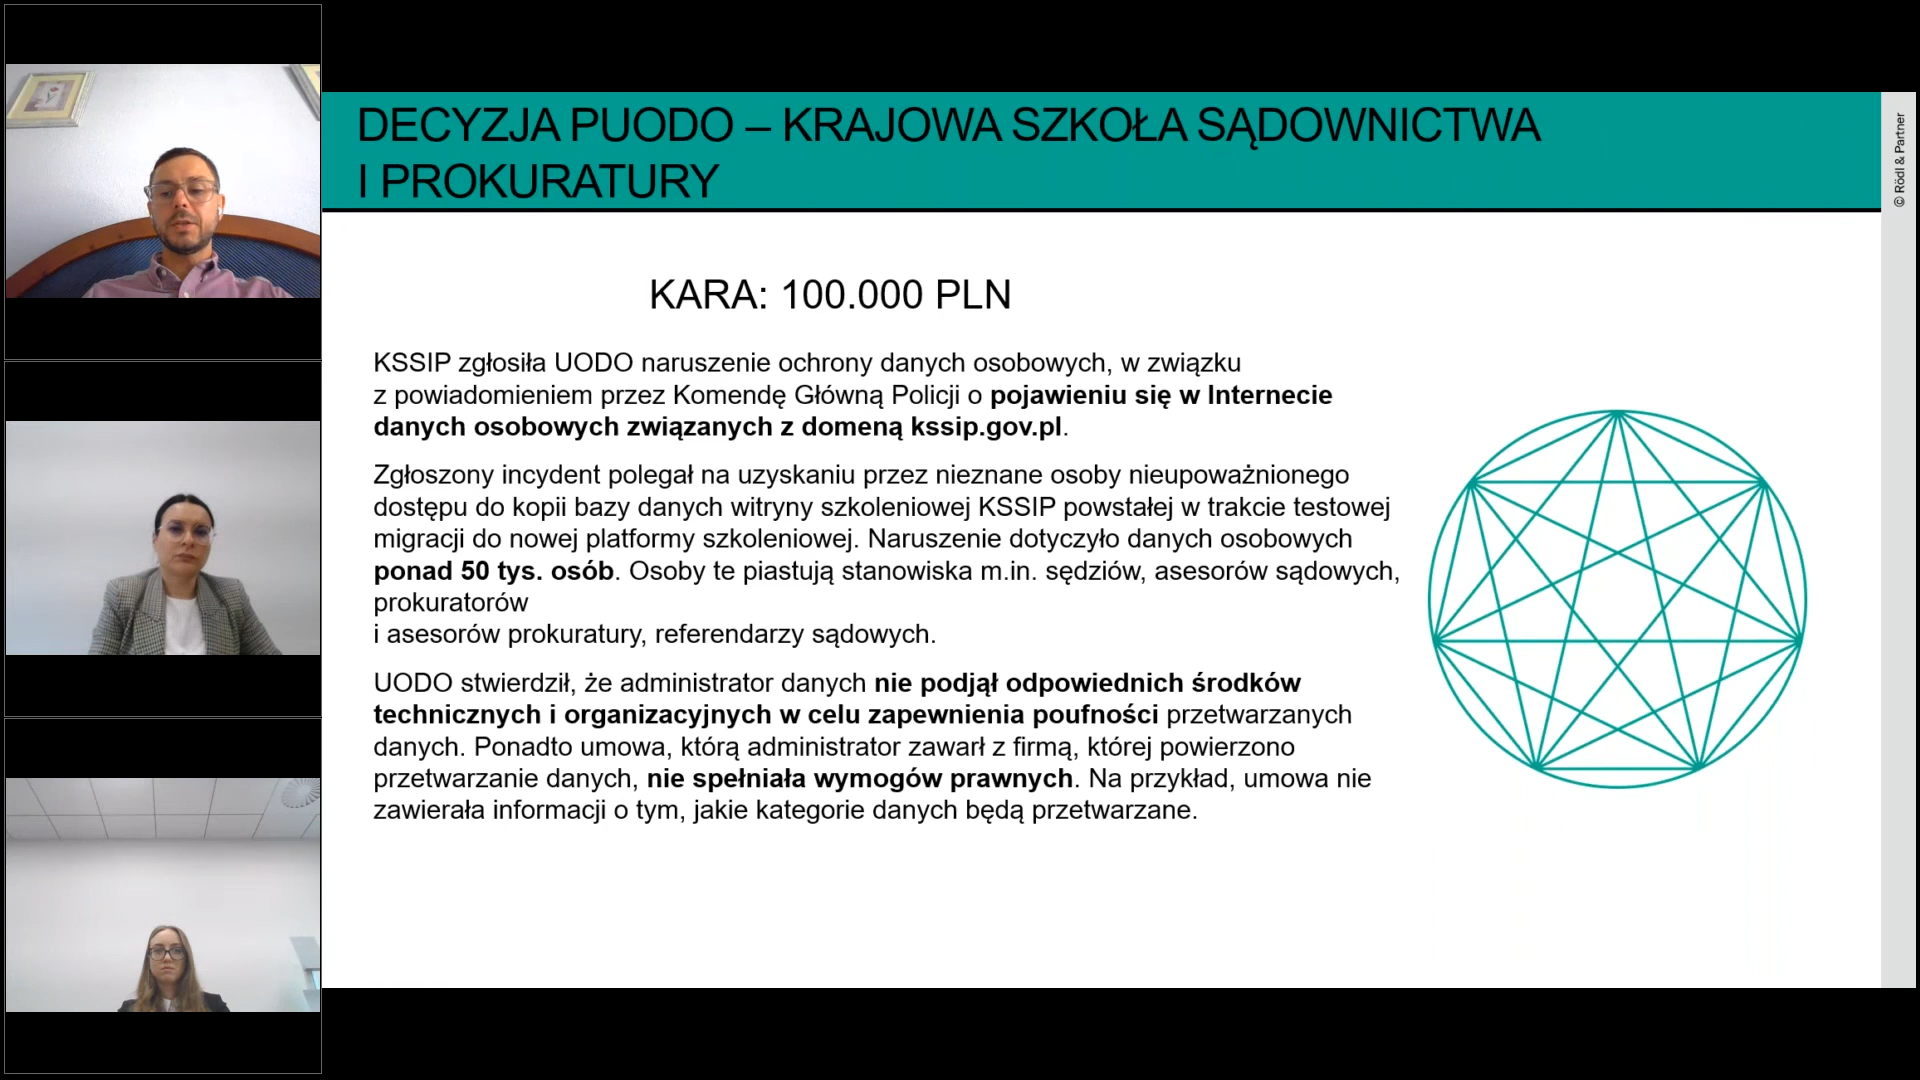 DECYZJA PUODO – KRAJOWA SZKOŁA SĄDOWNICTWA
I PROKURATURY
© Rödl & Partner
KARA: 100.000 PLN
KSSIP zgłosiła UODO naruszenie ochrony danych osobowych, w związku
z powiadomieniem przez Komendę Główną Policji o pojawieniu się w Internecie
danych osobowych związanych z domeną kssip.gov.pl.
Zgłoszony incydent polegał na uzyskaniu przez nieznane osoby nieupoważnionego
dostępu do kopii bazy danych witryny szkoleniowej KSSIP powstałej w trakcie testowej
migracji do nowej platformy szkoleniowej. Naruszenie dotyczyło danych osobowych
ponad 50 tys. osób. Osoby te piastują stanowiska m.in. sędziów, asesorów sądowych,
prokuratorów
i asesorów prokuratury, referendarzy sądowych.
UODO stwierdził, że administrator danych nie podjął odpowiednich środków
technicznych i organizacyjnych w celu zapewnienia poufności przetwarzanych
danych. Ponadto umowa, którą administrator zawarł z firmą, której powierzono
przetwarzanie danych, nie spełniała wymogów prawnych. Na przykład, umowa nie
zawierała informacji o tym, jakie kategorie danych będą przetwarzane.